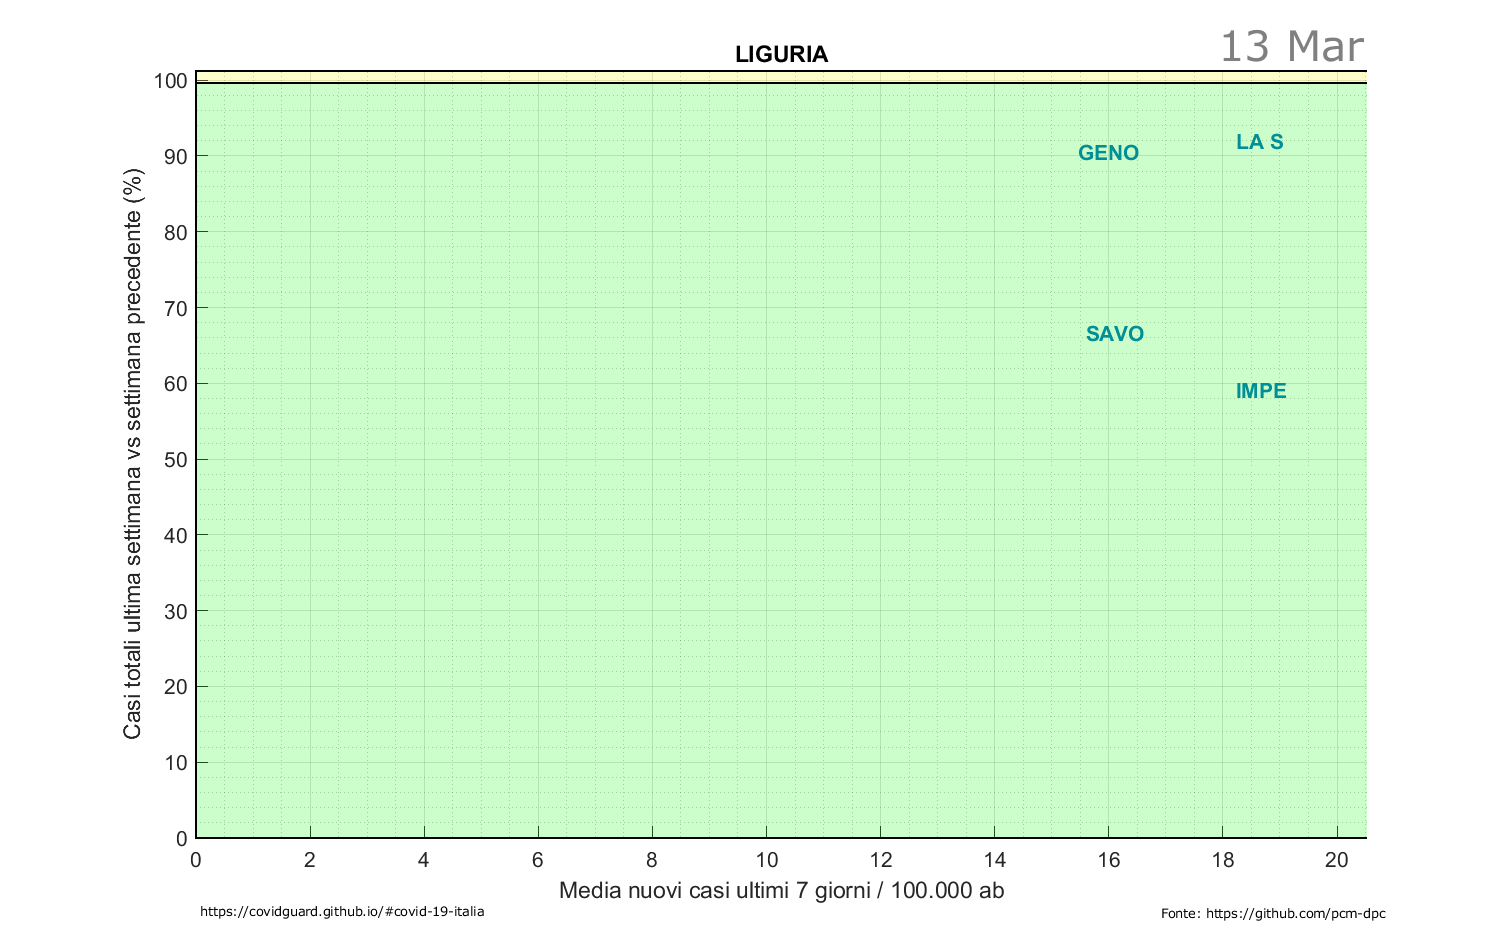 LIGURIA
13 Mar
100
90
80
70
60
50
40
30
20
10
0
Casi totali ultima settimana vs settimana precedente (%)
GENO
LA S
SAVO
IMPE
0 2 4 6 8 10 12 14 16 18 20
Media nuovi casi ultimi 7 giorni / 100.000 ab
https://covidguard.github.io/#covid-19-italia
Fonte: https://github.com/pcm-dpc